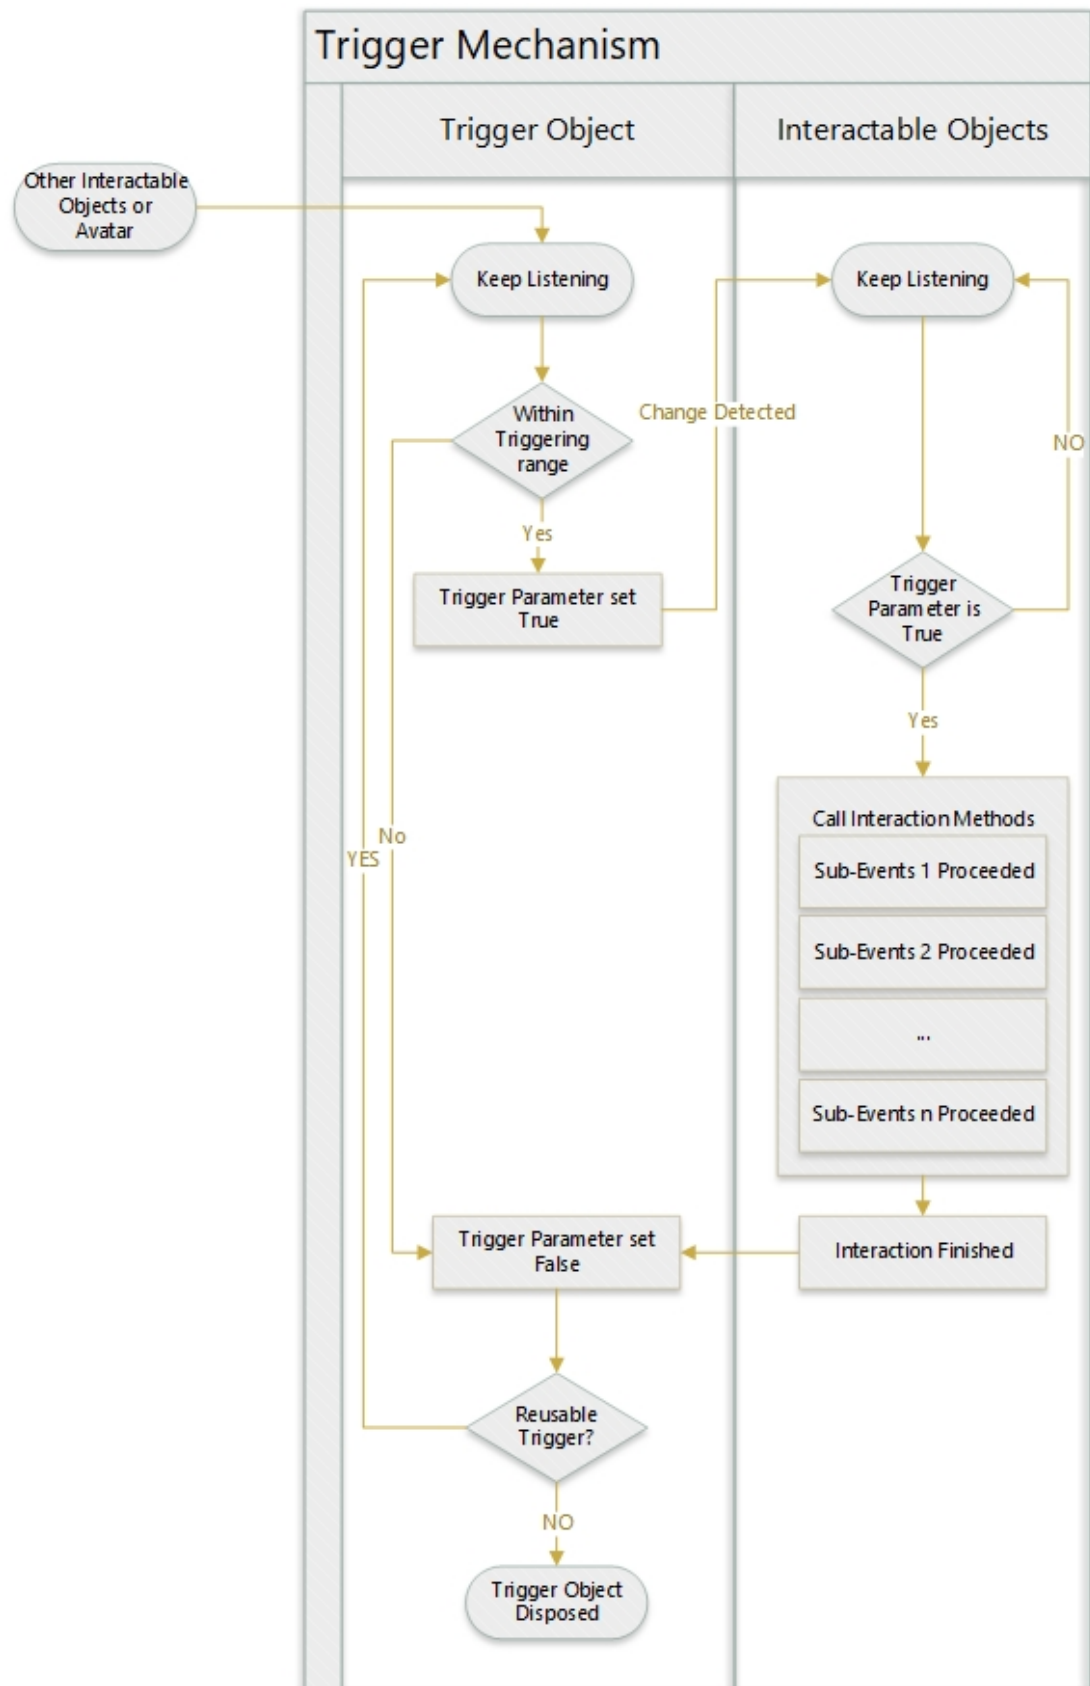 Trigger Mechanism
Trigger Object
Interactable Objects
Other Interactable
Objects or
Avatar
Keep Listening
Keep Listening
Within
Triggering
range
Change Detected
NO
Yes
Trigger Parameter set
True
Trigger
Parameter is
True
Yes
Call Interaction Methods
No
YES
Sub-Events 1 Proceeded
Sub-Events 2 Proceeded
...
Sub-Events n Proceeded
Trigger Parameter set
False
Interaction Finished
Reusable
Trigger?
NO
Trigger Object
Disposed